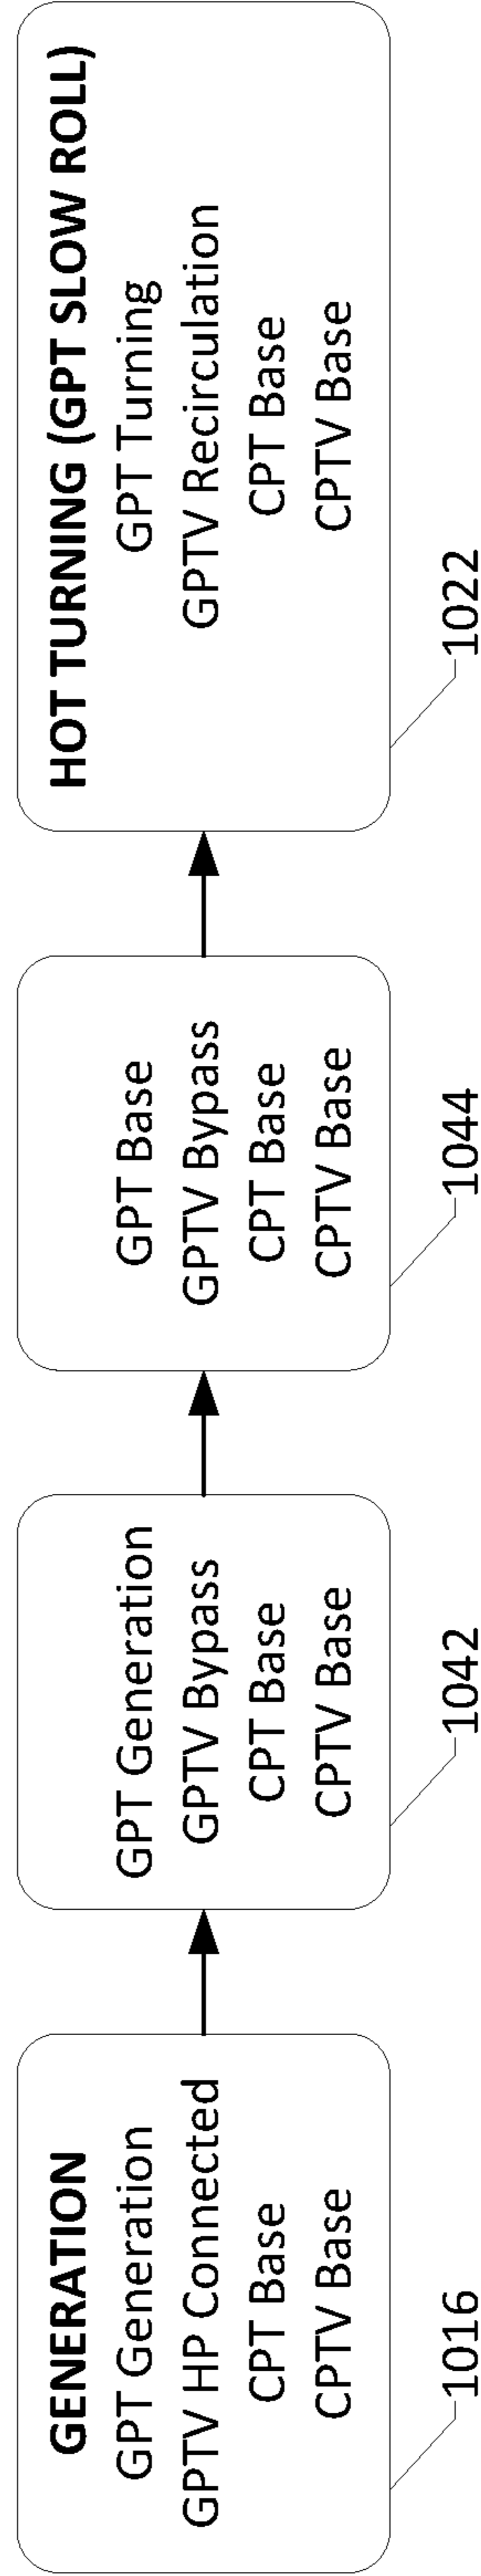 GENERATION
GPT Generation
GPTV HP Connected
CPT Base
CPTV Base
1016
GPT Generation
GPTV Bypass
CPT Base
CPTV Base
1042
GPT Base
GPTV Bypass
CPT Base
CPTV Base
1044
HOT TURNING (GPT SLOW ROLL)
GPT Turning
GPTV Recirculation
CPT Base
CPTV Base
1022